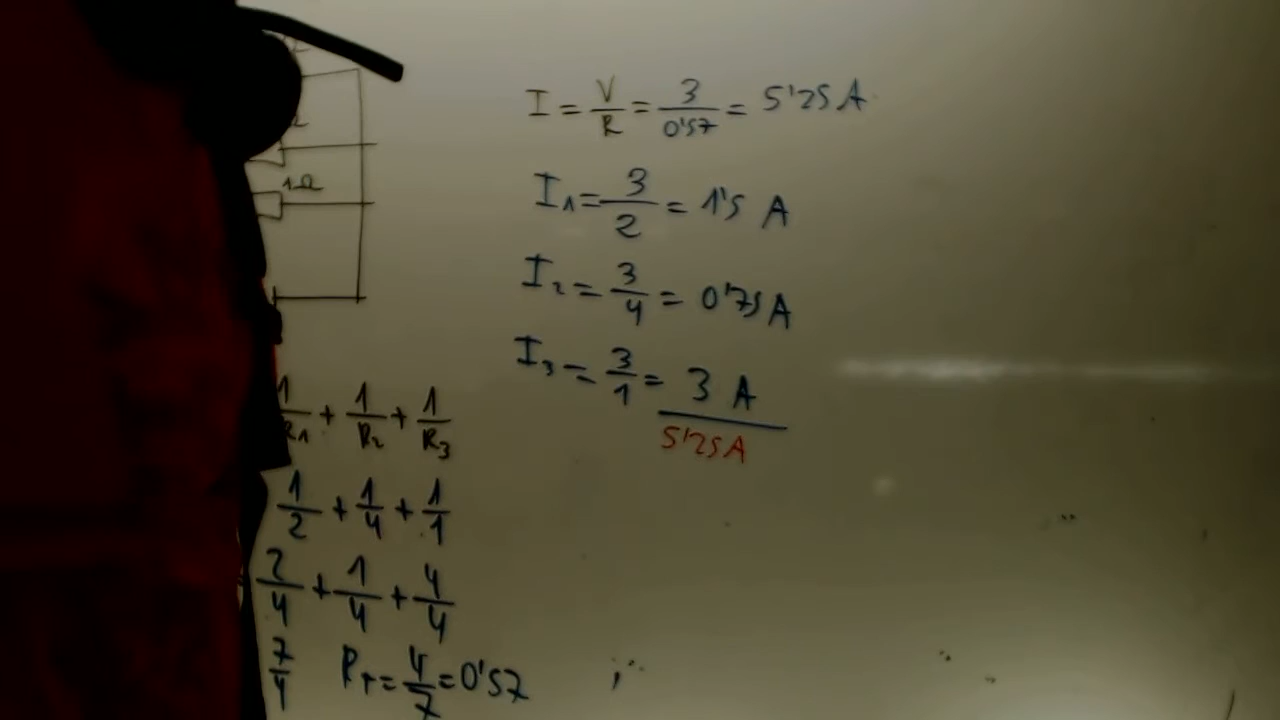 1Ω
I = V/R = 3/0'57 = 5'25 A
I₁ = 3/2 = 1'5 A
I₂ = 3/4 = 0'75 A
I₃ = 3/1 = 3 A
5'25 A
1/R₁ + 1/R₂ + 1/R₃
1/2 + 1/4 + 1/1
2/4 + 1/4 + 4/4
7/4 R_T = 4/7 = 0'57